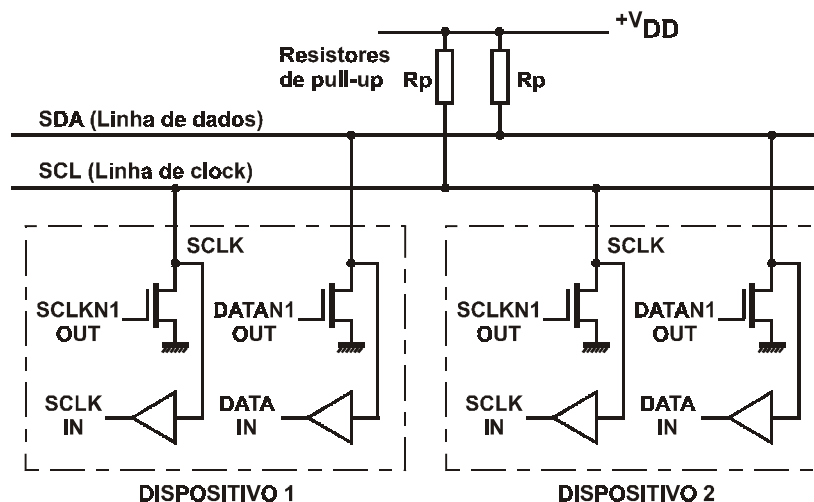 +VDD
Resistores
de pull-up
Rp
Rp
SDA (Linha de dados)
SCL (Linha de clock)
SCLK
SCLKN1
OUT
DATAN1
OUT
SCLK
IN
DATA
IN
DISPOSITIVO 1
SCLK
SCLKN1
OUT
DATAN1
OUT
SCLK
IN
DATA
IN
DISPOSITIVO 2